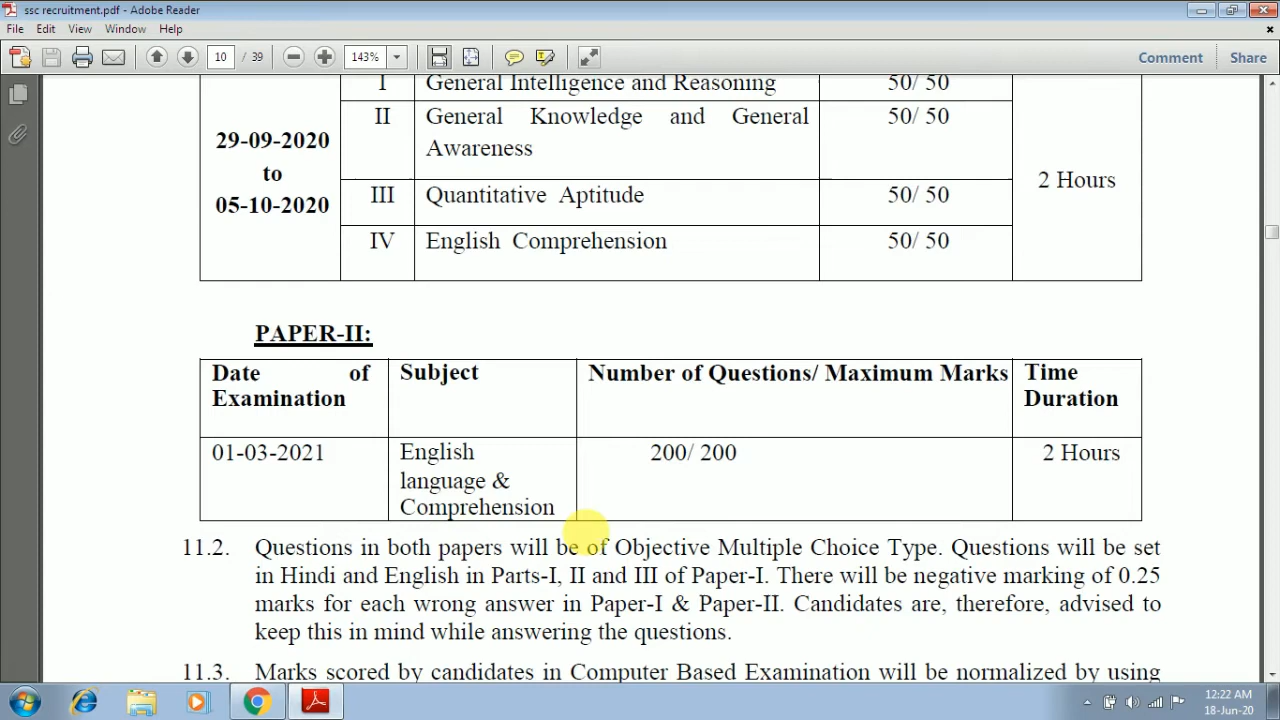 ssc recruitment.pdf - Adobe Reader
File Edit View Window Help
10 / 39 143% Comment Share
I General Intelligence and Reasoning 50/ 50
29-09-2020 to 05-10-2020
II General Knowledge and General
Awareness 50/ 50
2 Hours
III Quantitative Aptitude 50/ 50
IV English Comprehension 50/ 50
PAPER-II:
Date of Subject Number of Questions/ Maximum Marks Time
Examination Duration
01-03-2021 English 200/ 200 2 Hours
language &
Comprehension
11.2. Questions in both papers will be of Objective Multiple Choice Type. Questions will be set
in Hindi and English in Parts-I, II and III of Paper-I. There will be negative marking of 0.25
marks for each wrong answer in Paper-I & Paper-II. Candidates are, therefore, advised to
keep this in mind while answering the questions.
11.3. Marks scored by candidates in Computer Based Examination will be normalized by using
12:22 AM
18-Jun-20